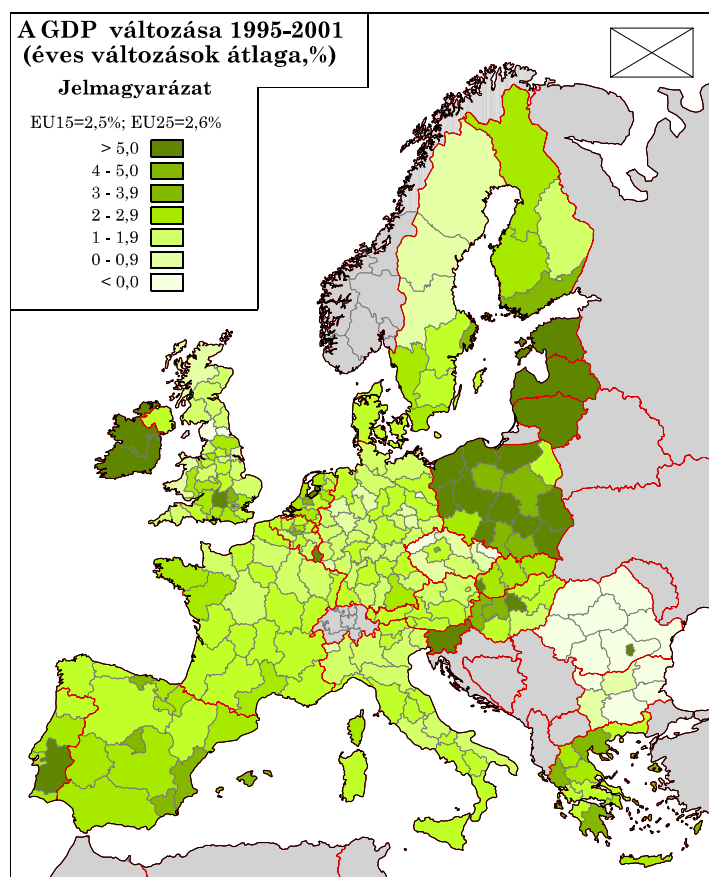 A GDP változása 1995-2001
(éves változások átlaga,%)
Jelmagyarázat
EU15=2,5%; EU25=2,6%
> 5,0
4 - 5,0
3 - 3,9
2 - 2,9
1 - 1,9
0 - 0,9
< 0,0